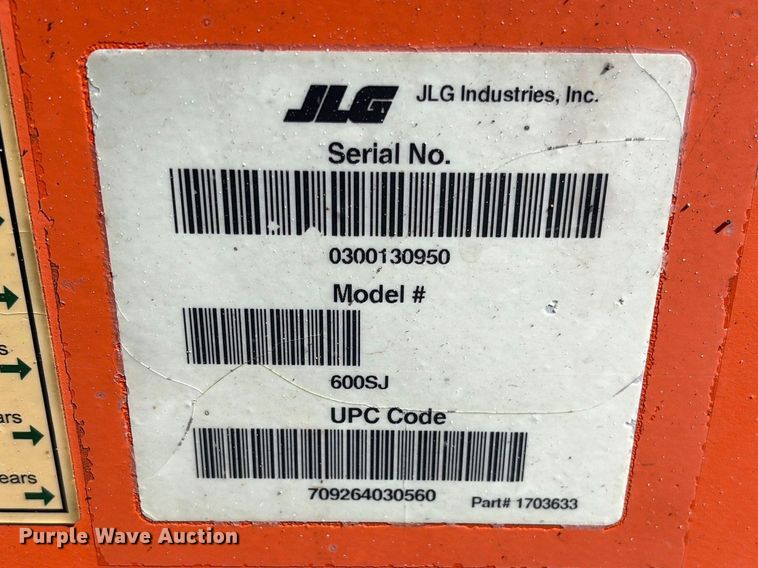 JLG JLG Industries, Inc.
Serial No.
0300130950
Model #
600SJ
UPC Code
709264030560
Part# 1703633
ars
ears
Purple Wave Auction